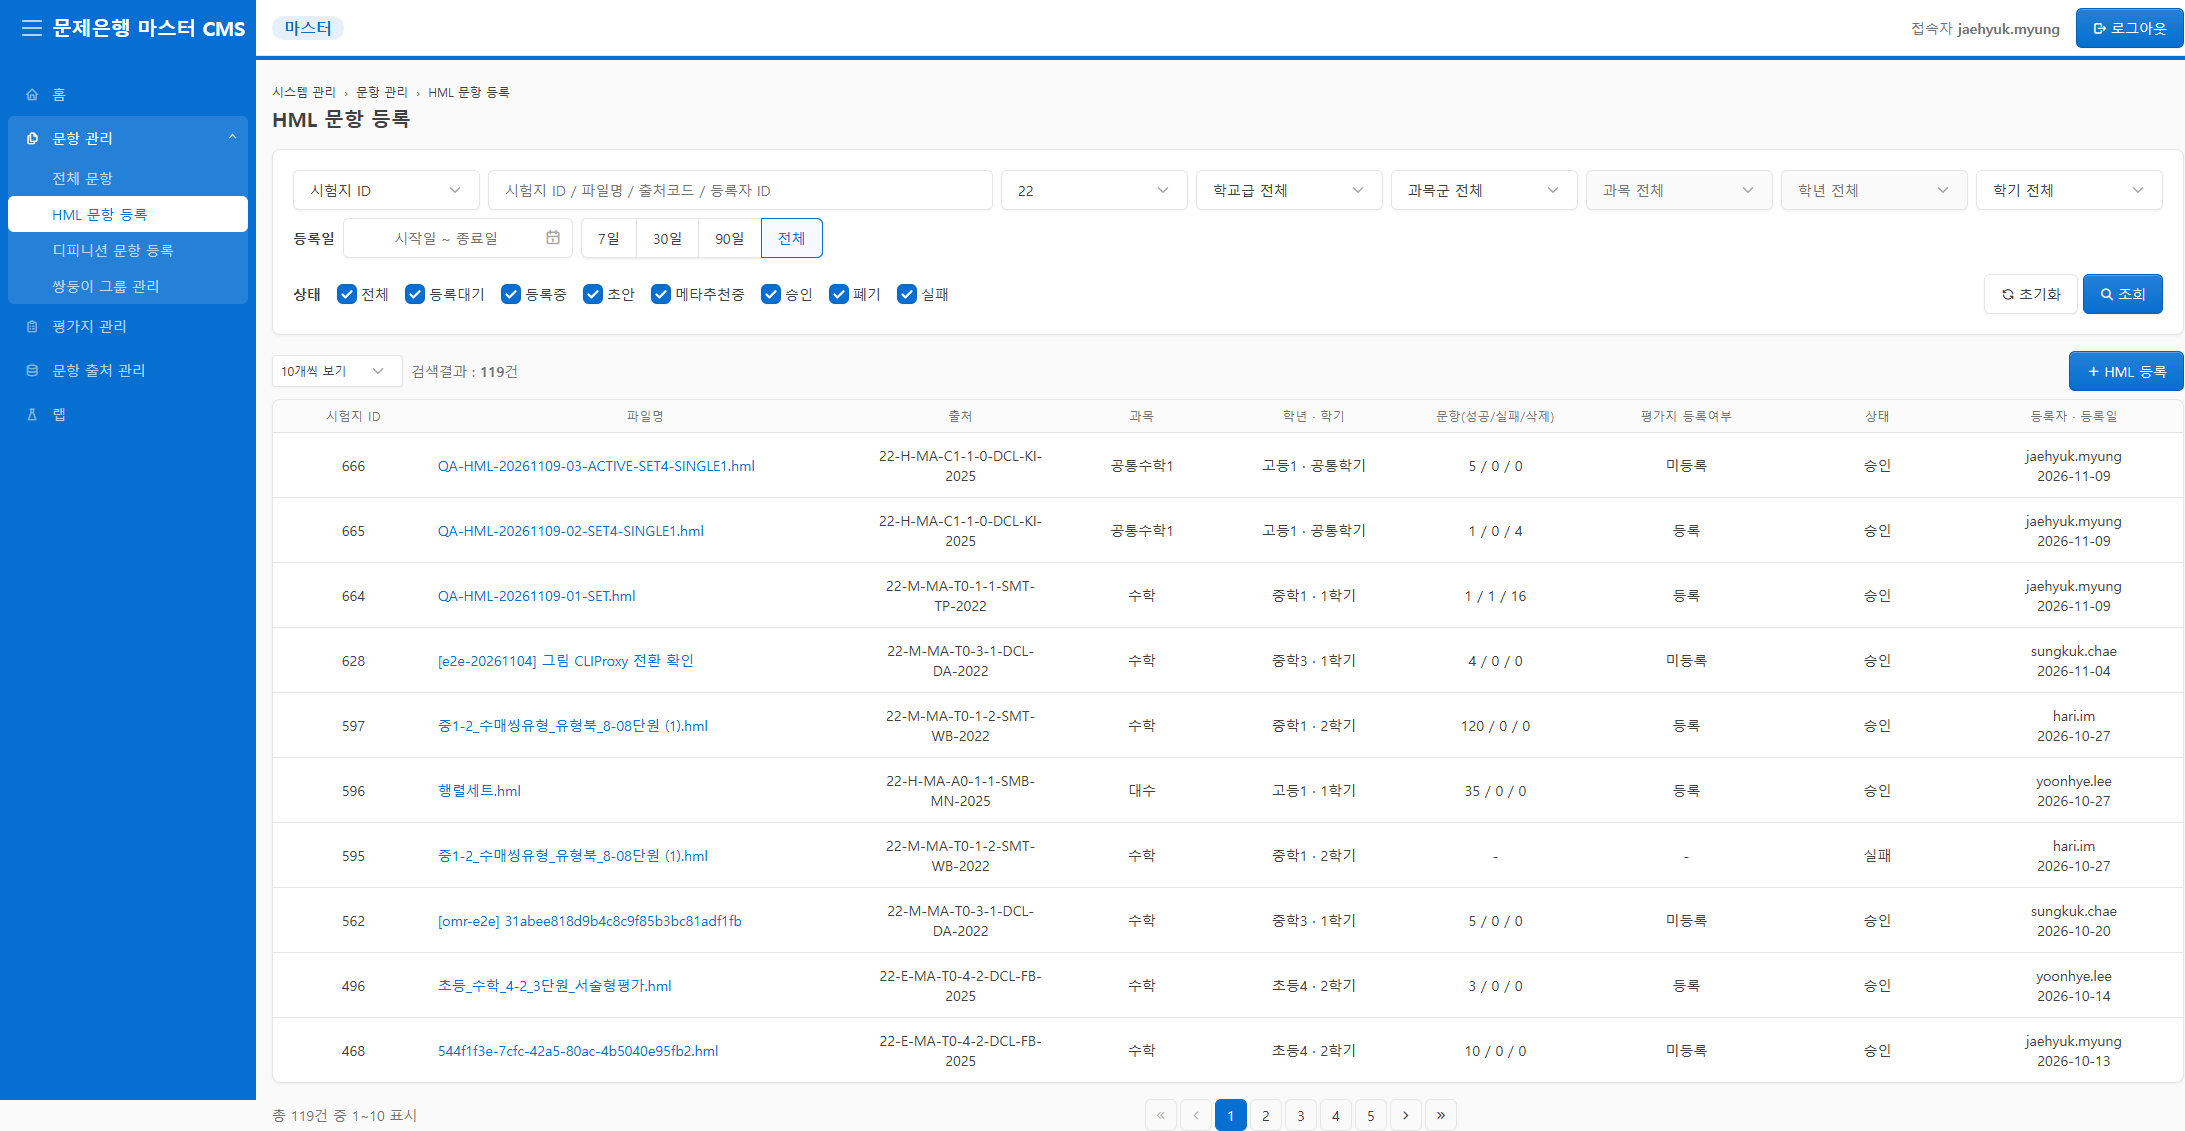 문제은행 마스터 CMS
마스터
접속자 jaehyuk.myung
로그아웃
홈
문항 관리
전체 문항
HML 문항 등록
디피니션 문항 등록
쌍둥이 그룹 관리
평가지 관리
문항 출처 관리
랩
시스템 관리 › 문항 관리 › HML 문항 등록
HML 문항 등록
시험지 ID 시험지 ID / 파일명 / 출처코드 / 등록자 ID 22 학교급 전체 과목군 전체 과목 전체 학년 전체 학기 전체
등록일 시작일 ~ 종료일 7일 30일 90일 전체
상태 전체 등록대기 등록중 초안 메타추천중 승인 폐기 실패 초기화 조회
10개씩 보기 검색결과 : 119건 + HML 등록
시험지 ID 파일명 출처 과목 학년 · 학기 문항(성공/실패/삭제) 평가지 등록여부 상태 등록자 · 등록일
666 QA-HML-20261109-03-ACTIVE-SET4-SINGLE1.hml 22-H-MA-C1-1-0-DCL-KI-2025 공통수학1 고등1 · 공통학기 5 / 0 / 0 미등록 승인 jaehyuk.myung 2026-11-09
665 QA-HML-20261109-02-SET4-SINGLE1.hml 22-H-MA-C1-1-0-DCL-KI-2025 공통수학1 고등1 · 공통학기 1 / 0 / 4 등록 승인 jaehyuk.myung 2026-11-09
664 QA-HML-20261109-01-SET.hml 22-M-MA-T0-1-1-SMT-TP-2022 수학 중학1 · 1학기 1 / 1 / 16 등록 승인 jaehyuk.myung 2026-11-09
628 [e2e-20261104] 그림 CLIProxy 전환 확인 22-M-MA-T0-3-1-DCL-DA-2022 수학 중학3 · 1학기 4 / 0 / 0 미등록 승인 sungkuk.chae 2026-11-04
597 중1-2_수매씽유형_유형북_8-08단원 (1).hml 22-M-MA-T0-1-2-SMT-WB-2022 수학 중학1 · 2학기 120 / 0 / 0 등록 승인 hari.im 2026-10-27
596 행렬세트.hml 22-H-MA-A0-1-1-SMB-MN-2025 대수 고등1 · 1학기 35 / 0 / 0 등록 승인 yoonhye.lee 2026-10-27
595 중1-2_수매씽유형_유형북_8-08단원 (1).hml 22-M-MA-T0-1-2-SMT-WB-2022 수학 중학1 · 2학기 - - 실패 hari.im 2026-10-27
562 [omr-e2e] 31abee818d9b4c8c9f85b3bc81adf1fb 22-M-MA-T0-3-1-DCL-DA-2022 수학 중학3 · 1학기 5 / 0 / 0 미등록 승인 sungkuk.chae 2026-10-20
496 초등_수학_4-2_3단원_서술형평가.hml 22-E-MA-T0-4-2-DCL-FB-2025 수학 초등4 · 2학기 3 / 0 / 0 등록 승인 yoonhye.lee 2026-10-14
468 544f1f3e-7cfc-42a5-80ac-4b5040e95fb2.hml 22-E-MA-T0-4-2-DCL-FB-2025 수학 초등4 · 2학기 10 / 0 / 0 미등록 승인 jaehyuk.myung 2026-10-13
총 119건 중 1~10 표시 « ‹ 1 2 3 4 5 › »